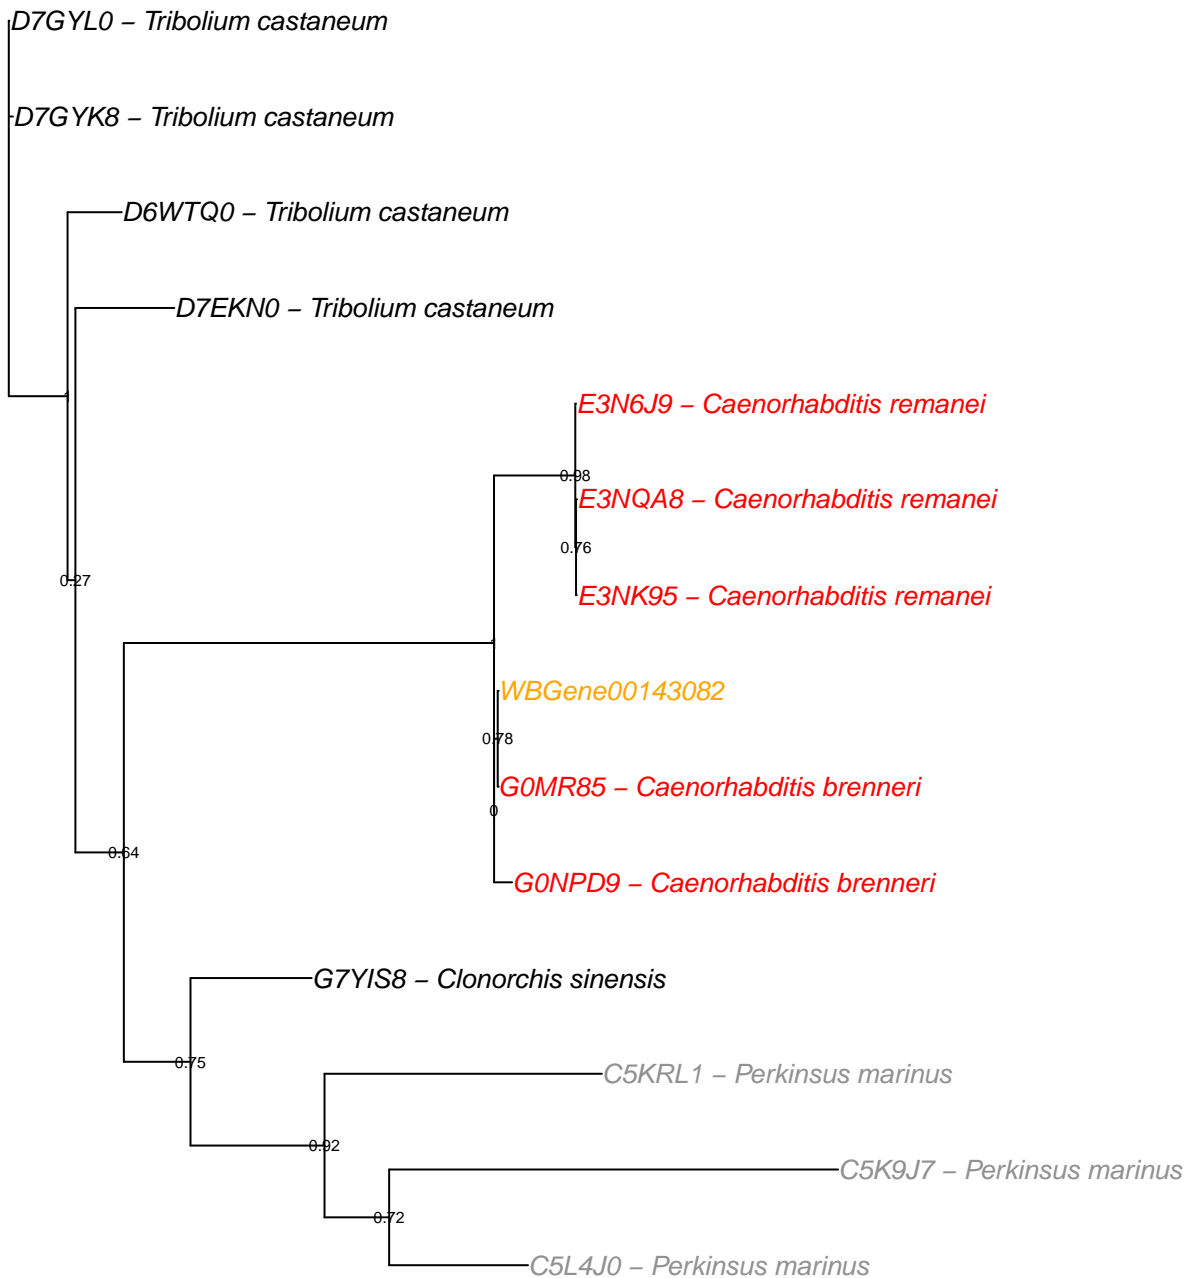 D7GYL0 – Tribolium castaneum
D7GYK8 – Tribolium castaneum
D6WTQ0 – Tribolium castaneum
D7EKN0 – Tribolium castaneum
1
E3N6J9 – Caenorhabditis remanei
0.98
E3NQA8 – Caenorhabditis remanei
0.76
0.27
E3NK95 – Caenorhabditis remanei
1
WBGene00143082
0.78
G0MR85 – Caenorhabditis brenneri
0
0.64
G0NPD9 – Caenorhabditis brenneri
G7YIS8 – Clonorchis sinensis
0.75
C5KRL1 – Perkinsus marinus
0.92
C5K9J7 – Perkinsus marinus
0.72
C5L4J0 – Perkinsus marinus